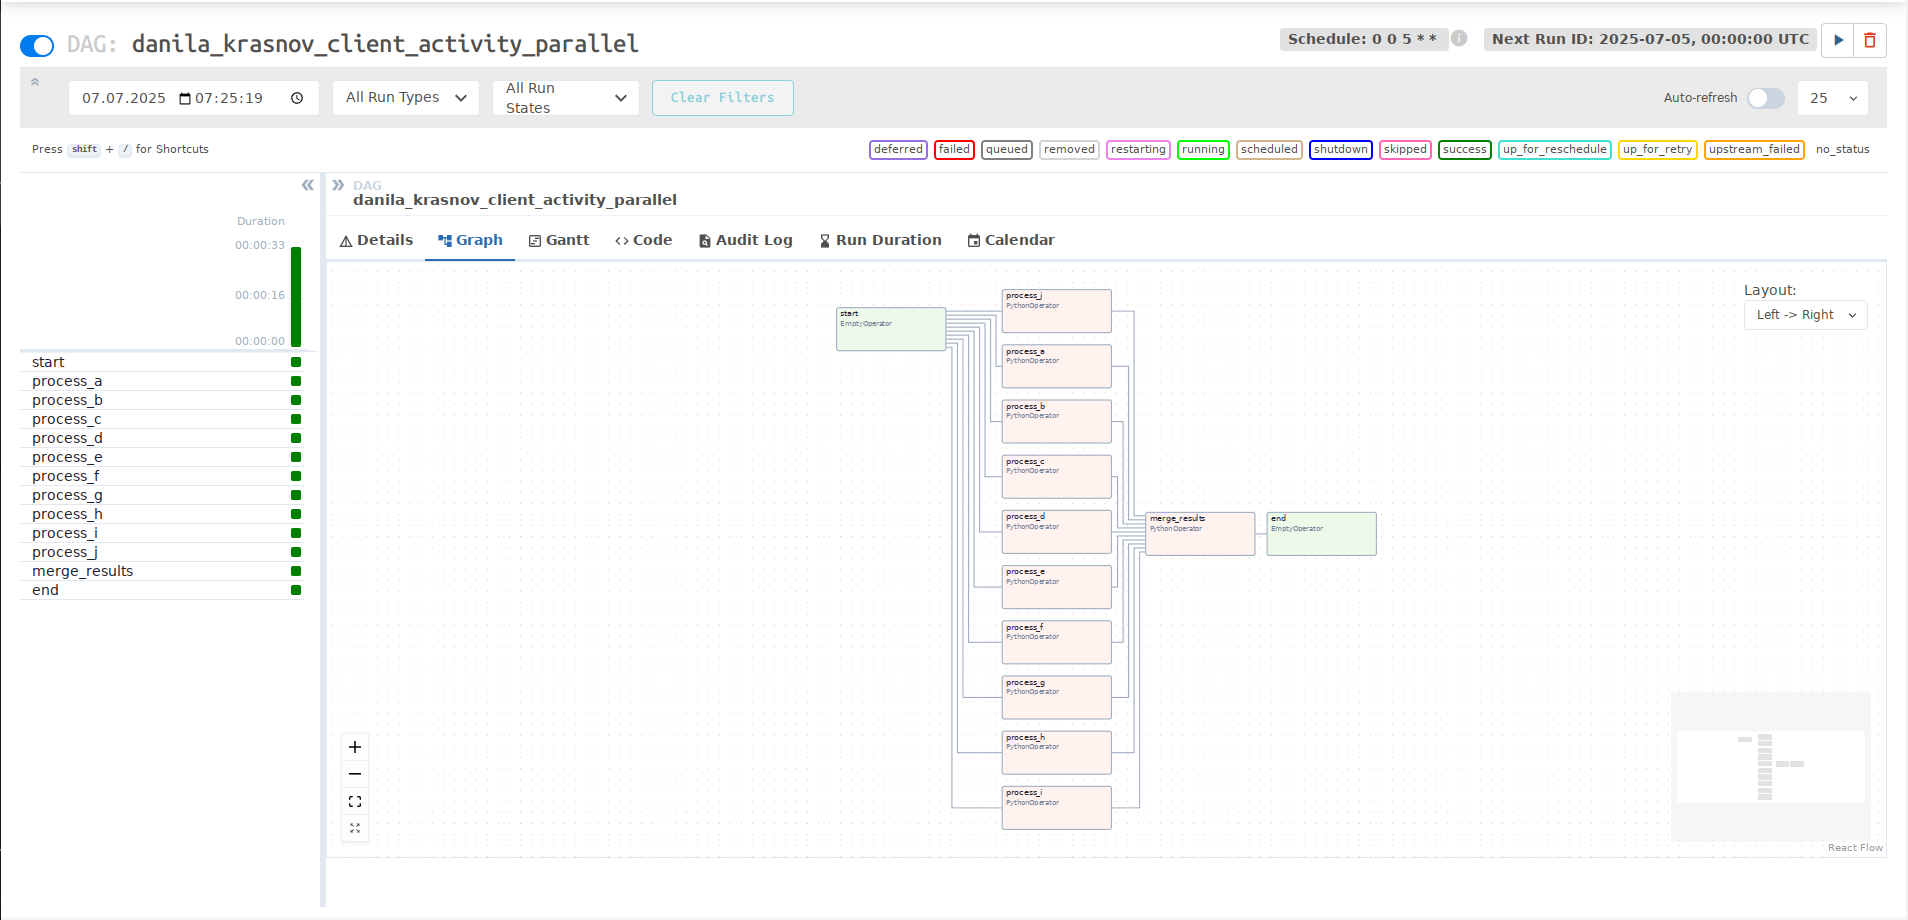 DAG: danila_krasnov_client_activity_parallel
Schedule: 0 0 5 * *
Next Run ID: 2025-07-05, 00:00:00 UTC
07.07.2025 07:25:19
All Run Types
All Run States
Clear Filters
Auto-refresh
25
Press shift + / for Shortcuts
deferred failed queued removed restarting running scheduled shutdown skipped success up_for_reschedule up_for_retry upstream_failed no_status
Duration
00:00:33
00:00:16
00:00:00
start
process_a
process_b
process_c
process_d
process_e
process_f
process_g
process_h
process_i
process_j
merge_results
end
DAG
danila_krasnov_client_activity_parallel
Details Graph Gantt Code Audit Log Run Duration Calendar
Layout:
Left -> Right
start
EmptyOperator
process_j
PythonOperator
process_a
PythonOperator
process_b
PythonOperator
process_c
PythonOperator
process_d
PythonOperator
process_e
PythonOperator
process_f
PythonOperator
process_g
PythonOperator
process_h
PythonOperator
process_i
PythonOperator
merge_results
PythonOperator
end
EmptyOperator
React Flow